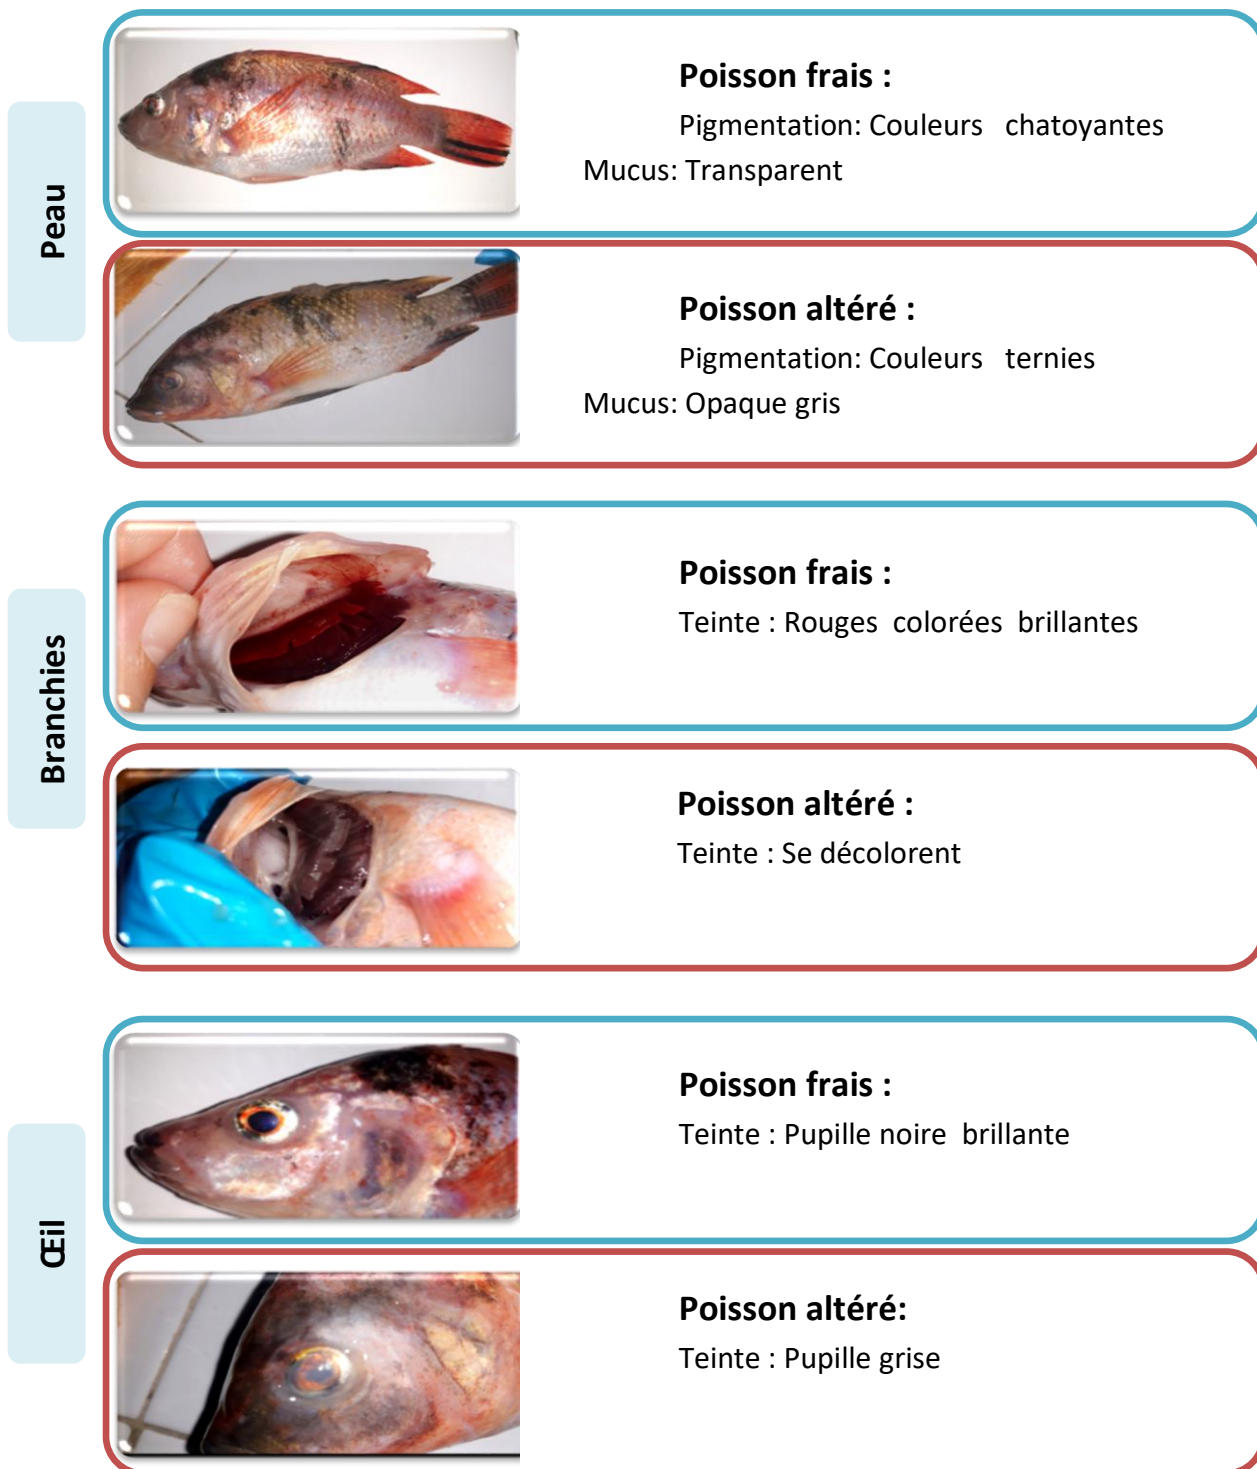 Peau
Poisson frais :
Pigmentation: Couleurs chatoyantes
Mucus: Transparent
Poisson altéré :
Pigmentation: Couleurs ternies
Mucus: Opaque gris
Branchies
Poisson frais :
Teinte : Rouges colorées brillantes
Poisson altéré :
Teinte : Se décolorent
Œil
Poisson frais :
Teinte : Pupille noire brillante
Poisson altéré:
Teinte : Pupille grise